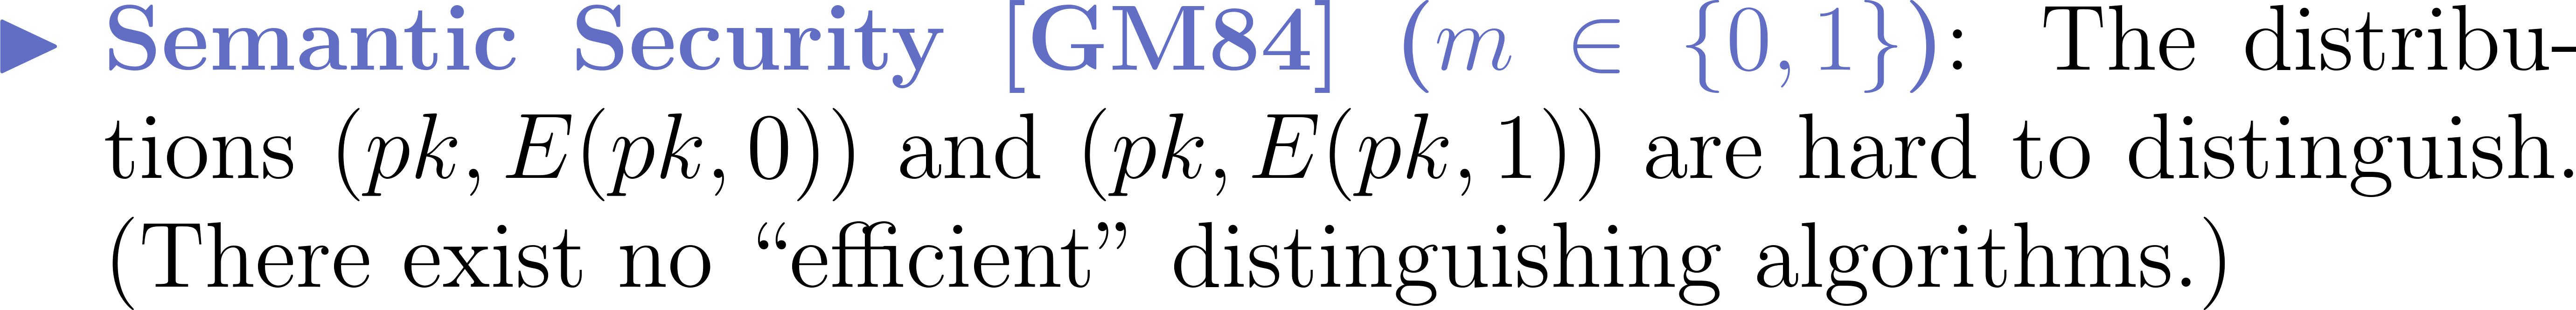 ▶ Semantic Security [GM84] (m ∈ {0, 1}): The distribu-
tions (pk, E(pk, 0)) and (pk, E(pk, 1)) are hard to distinguish.
(There exist no “efficient” distinguishing algorithms.)